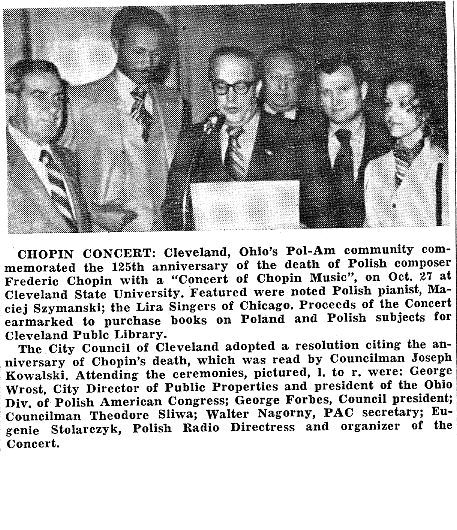 CHOPIN CONCERT: Cleveland, Ohio's Pol-Am community com-
memorated the 125th anniversary of the death of Polish composer
Frederic Chopin with a "Concert of Chopin Music", on Oct. 27 at
Cleveland State University. Featured were noted Polish pianist, Ma-
ciej Szymanski; the Lira Singers of Chicago. Proceeds of the Concert
earmarked to purchase books on Poland and Polish subjects for
Cleveland Publc Library.
The City Council of Cleveland adopted a resolution citing the an-
niversary of Chopin's death, which was read by Councilman Joseph
Kowalski. Attending the ceremonies, pictured, l. to r. were: George
Wrost, City Director of Public Properties and president of the Ohio
Div. of Polish American Congress; George Forbes, Council president;
Councilman Theodore Sliwa; Walter Nagorny, PAC secretary; Eu-
genie Stolarczyk, Polish Radio Directress and organizer of the
Concert.